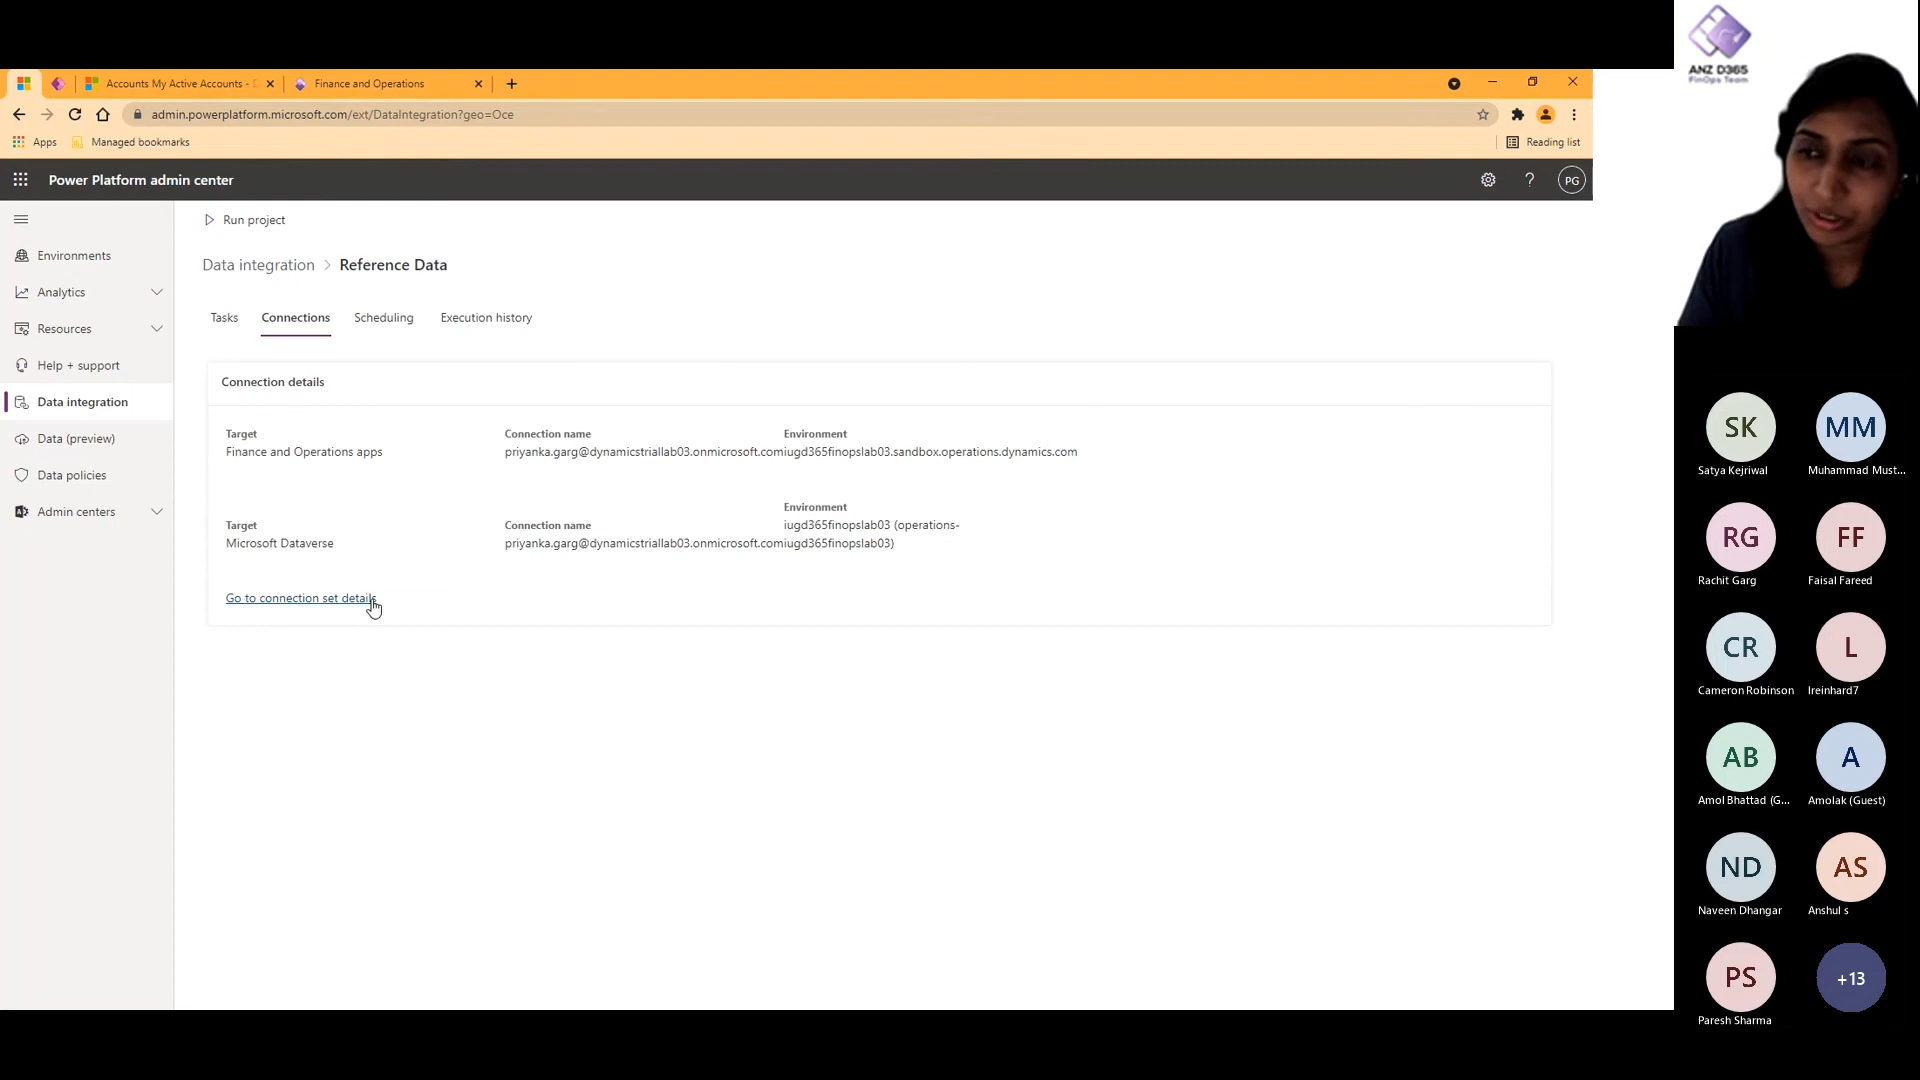 ANZ D365
FinOps Team
Accounts My Active Accounts -
Finance and Operations
admin.powerplatform.microsoft.com/ext/DataIntegration?geo=Oce
Apps
Managed bookmarks
Reading list
Power Platform admin center
PG
Run project
Environments
Analytics
Resources
Help + support
Data integration
Data (preview)
Data policies
Admin centers
Data integration > Reference Data
Tasks
Connections
Scheduling
Execution history
Connection details
Target
Connection name
Environment
Finance and Operations apps
priyanka.garg@dynamicstriallab03.onmicrosoft.com
iugd365finopslab03.sandbox.operations.dynamics.com
Target
Connection name
Environment
Microsoft Dataverse
priyanka.garg@dynamicstriallab03.onmicrosoft.com
iugd365finopslab03 (operations-
iugd365finopslab03)
Go to connection set details
SK
Satya Kejriwal
MM
Muhammad Must...
RG
Rachit Garg
FF
Faisal Fareed
CR
Cameron Robinson
L
lreinhard7
AB
Amol Bhattad (G...
A
Amolak (Guest)
ND
Naveen Dhangar
AS
Anshul s
PS
Paresh Sharma
+13